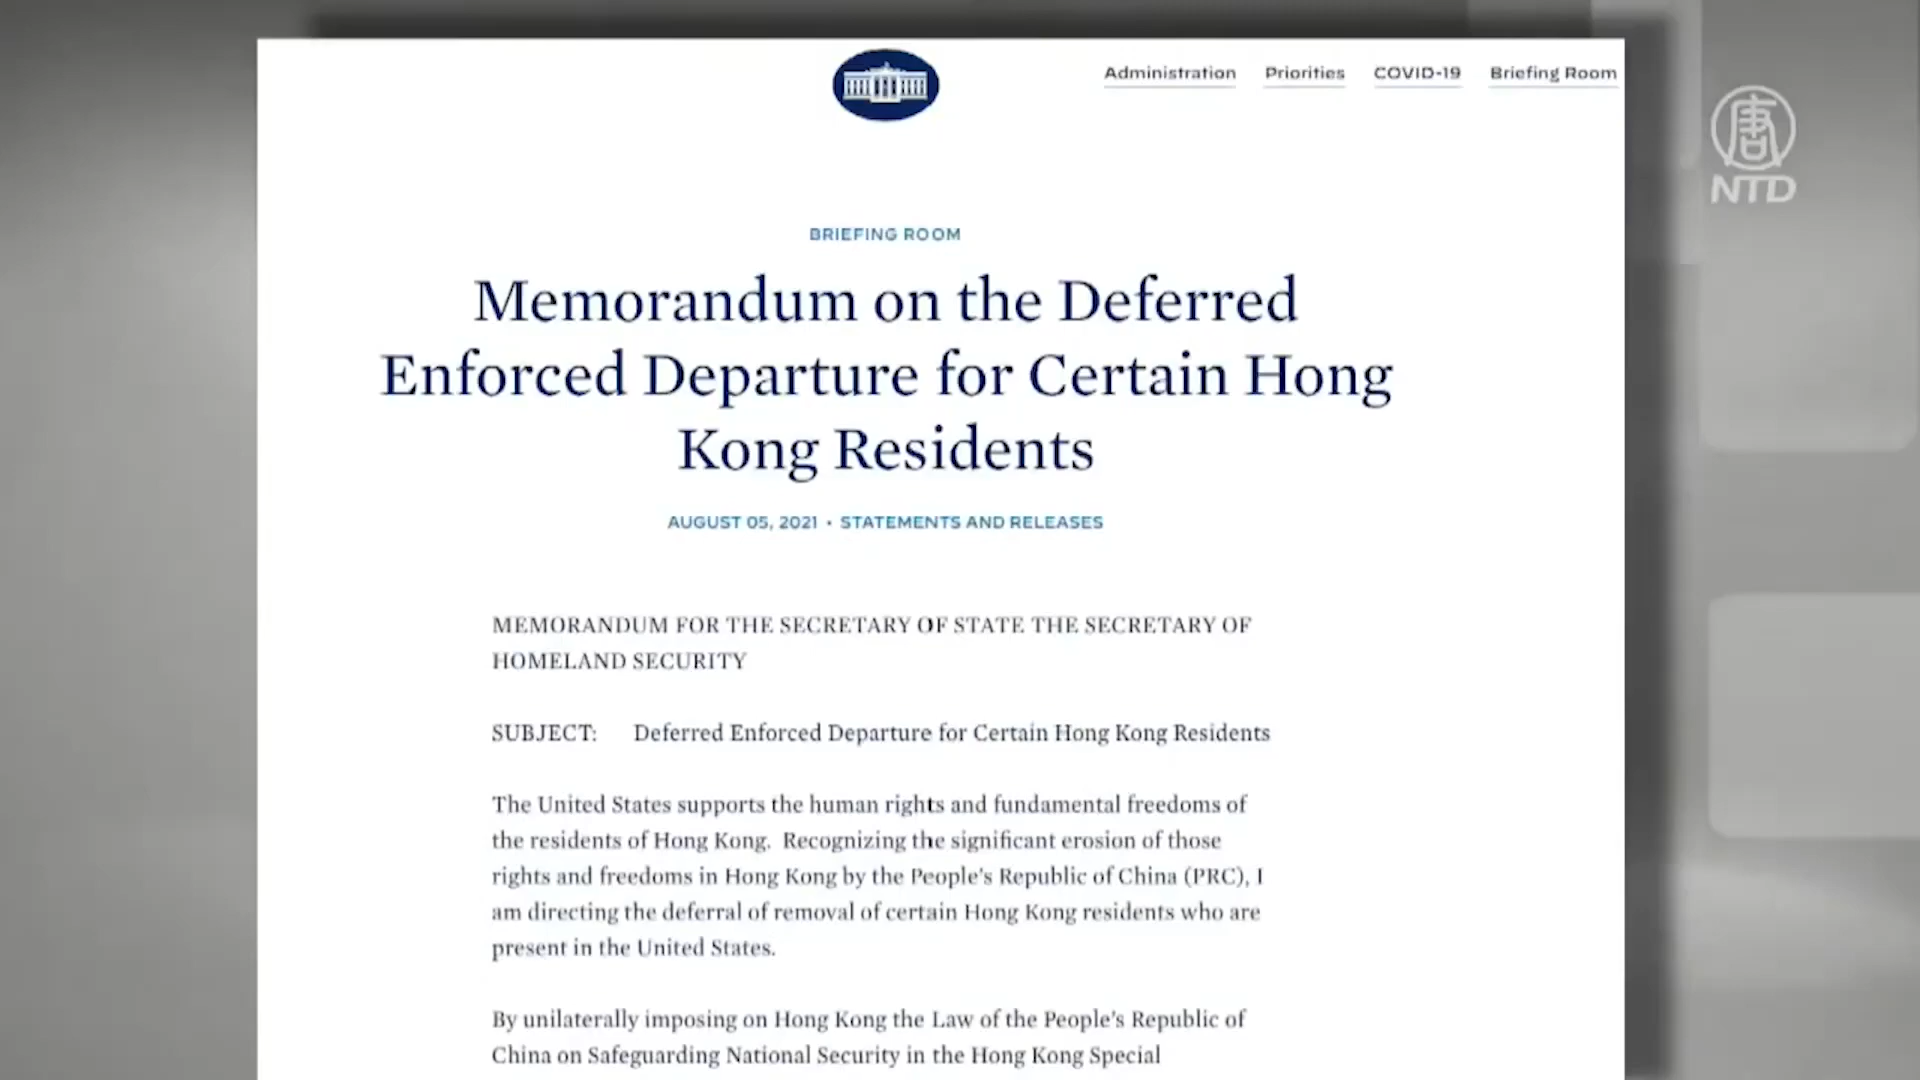 Administration Priorities COVID-19 Briefing Room
唐
NTD
BRIEFING ROOM
Memorandum on the Deferred
Enforced Departure for Certain Hong
Kong Residents
AUGUST 05, 2021 • STATEMENTS AND RELEASES
MEMORANDUM FOR THE SECRETARY OF STATE THE SECRETARY OF
HOMELAND SECURITY
SUBJECT: Deferred Enforced Departure for Certain Hong Kong Residents
The United States supports the human rights and fundamental freedoms of
the residents of Hong Kong. Recognizing the significant erosion of those
rights and freedoms in Hong Kong by the People's Republic of China (PRC), I
am directing the deferral of removal of certain Hong Kong residents who are
present in the United States.
By unilaterally imposing on Hong Kong the Law of the People's Republic of
China on Safeguarding National Security in the Hong Kong Special